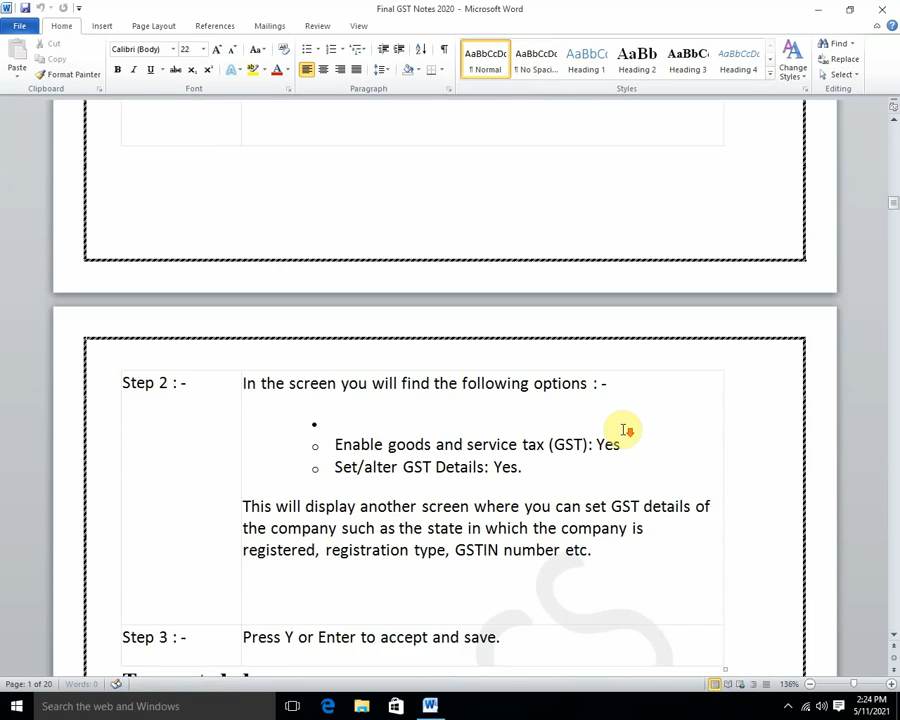 Final GST Notes 2020 - Microsoft Word
File Home Insert Page Layout References Mailings Review View
Paste
Cut
Copy
Format Painter
Clipboard
Calibri (Body) 22
B I U abc
Font
Paragraph
AaBbCcDc AaBbCcDc AaBbCc AaBb AaBbCc AaBbCc
¶ Normal ¶ No Spaci... Heading 1 Heading 2 Heading 3 Heading 4
Styles
Change Styles
Find
Replace
Select
Editing
Step 2 : - In the screen you will find the following options : -
Enable goods and service tax (GST): Yes
Set/alter GST Details: Yes.
This will display another screen where you can set GST details of
the company such as the state in which the company is
registered, registration type, GSTIN number etc.
Step 3 : - Press Y or Enter to accept and save.
Page: 1 of 20 Words: 0 136%
Search the web and Windows
2:24 PM
5/11/2021